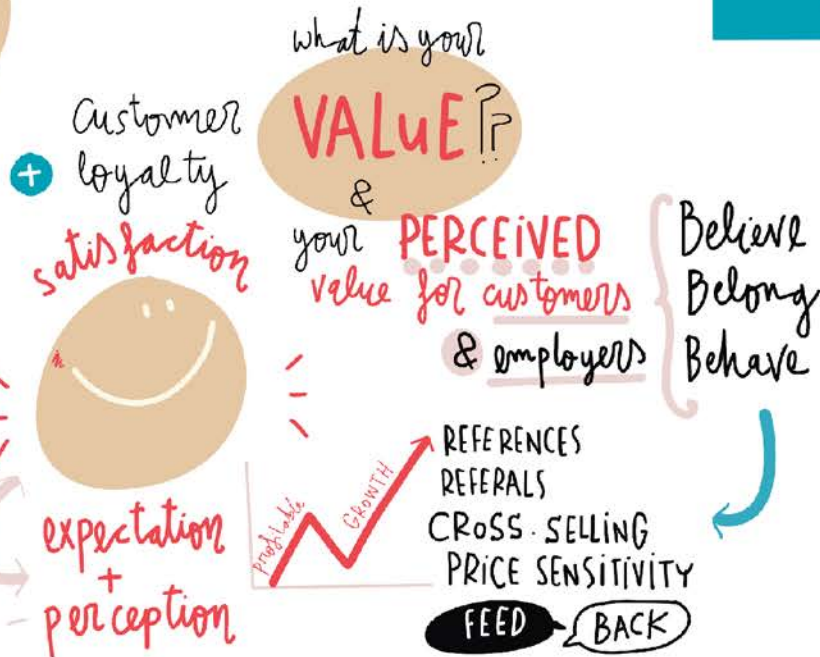 what is your
VALUE??
&
your PERCEIVED
value for customers
& employers
Believe
Belong
Behave
+ Customer
loyalty
satisfaction
expectation
+
perception
Profitable
GROWTH
REFERENCES
REFERALS
CROSS.SELLING
PRICE SENSITIVITY
FEED BACK